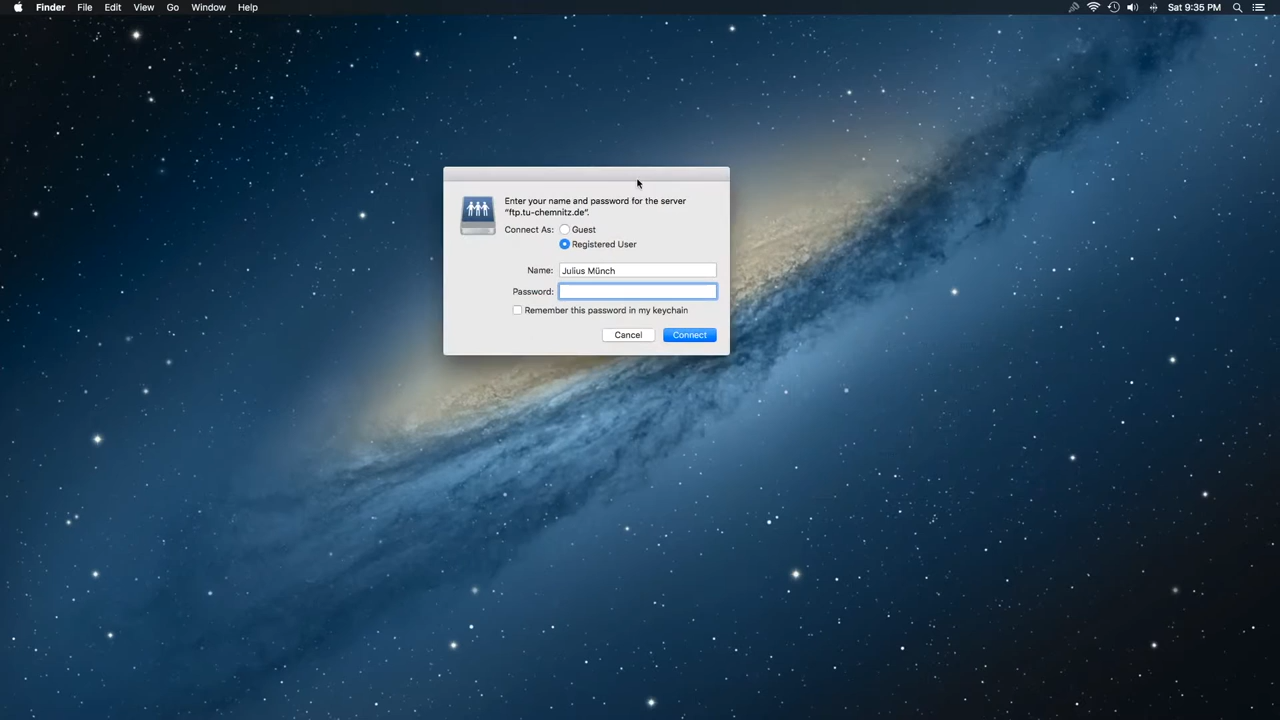 Finder File Edit View Go Window Help Sat 9:35 PM
Enter your name and password for the server
“ftp.tu-chemnitz.de”.
Connect As: Guest
Registered User
Name: Julius Münch
Password:
Remember this password in my keychain
Cancel Connect